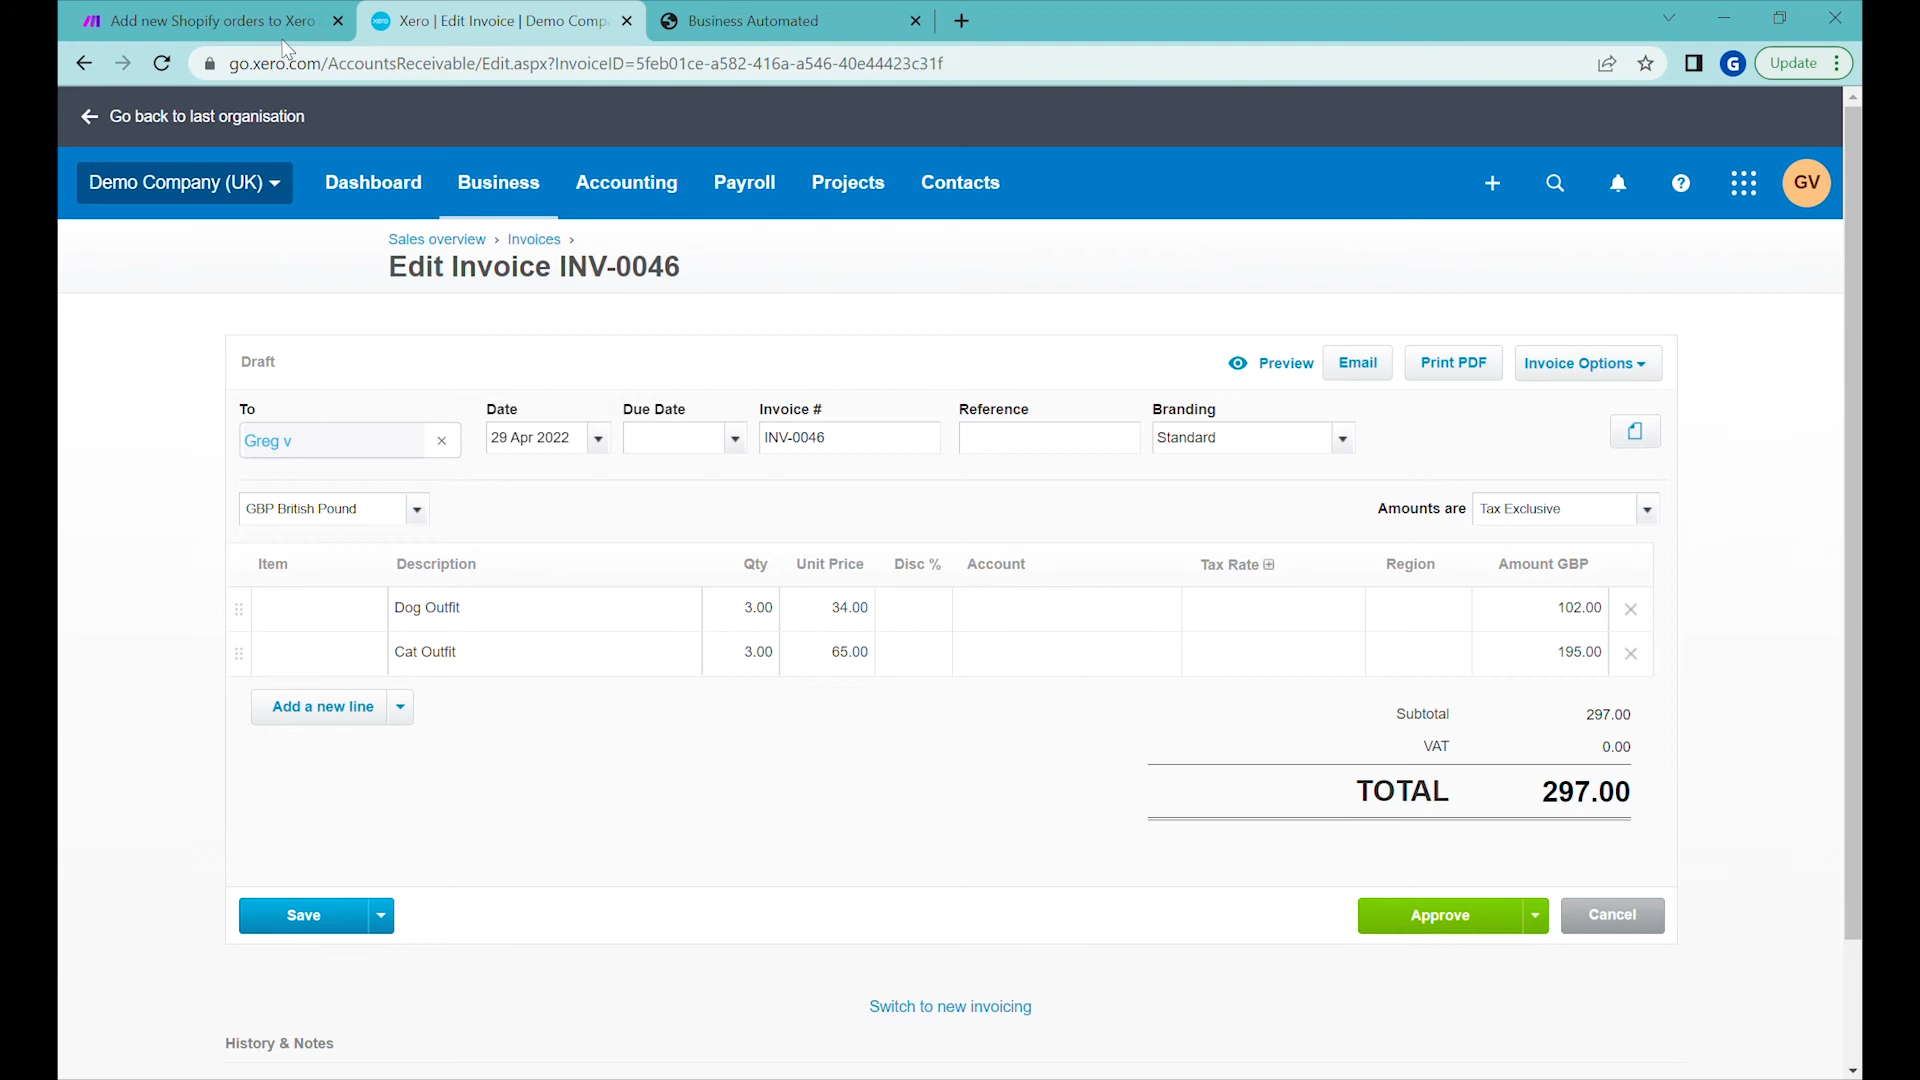 Add new Shopify orders to Xero
Xero | Edit Invoice | Demo Comp
Business Automated
go.xero.com/AccountsReceivable/Edit.aspx?InvoiceID=5feb01ce-a582-416a-a546-40e44423c31f
G
Update
Go back to last organisation
Demo Company (UK)
Dashboard
Business
Accounting
Payroll
Projects
Contacts
GV
Sales overview › Invoices ›
Edit Invoice INV-0046
Draft
Preview
Email
Print PDF
Invoice Options
To
Date
Due Date
Invoice #
Reference
Branding
Greg v
29 Apr 2022
INV-0046
Standard
GBP British Pound
Amounts are
Tax Exclusive
Item
Description
Qty
Unit Price
Disc %
Account
Tax Rate
Region
Amount GBP
Dog Outfit 3.00 34.00 102.00
Cat Outfit 3.00 65.00 195.00
Add a new line
Subtotal 297.00
VAT 0.00
TOTAL 297.00
Save
Approve
Cancel
Switch to new invoicing
History & Notes